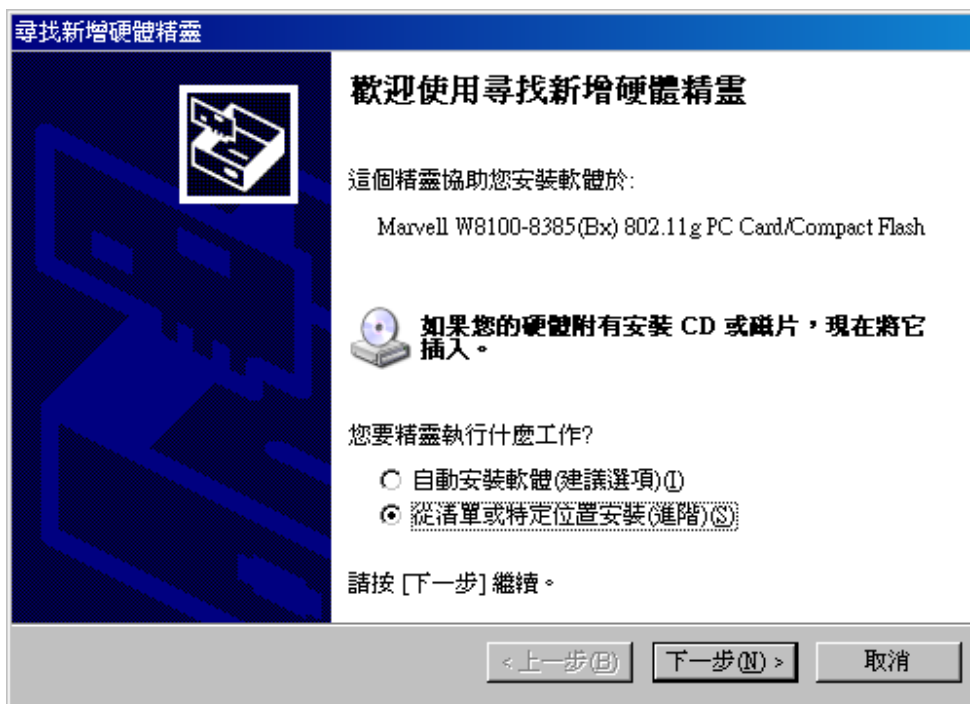 尋找新增硬體精靈
歡迎使用尋找新增硬體精靈
這個精靈協助您安裝軟體於:
Marvell W8100-8385(Bx) 802.11g PC Card/Compact Flash
如果您的硬體附有安裝 CD 或磁片，現在將它
插入。
您要精靈執行什麼工作?
自動安裝軟體(建議選項)(I)
從清單或特定位置安裝(進階)(S)
請按 [下一步] 繼續。
<上一步(B) 下一步(N) > 取消